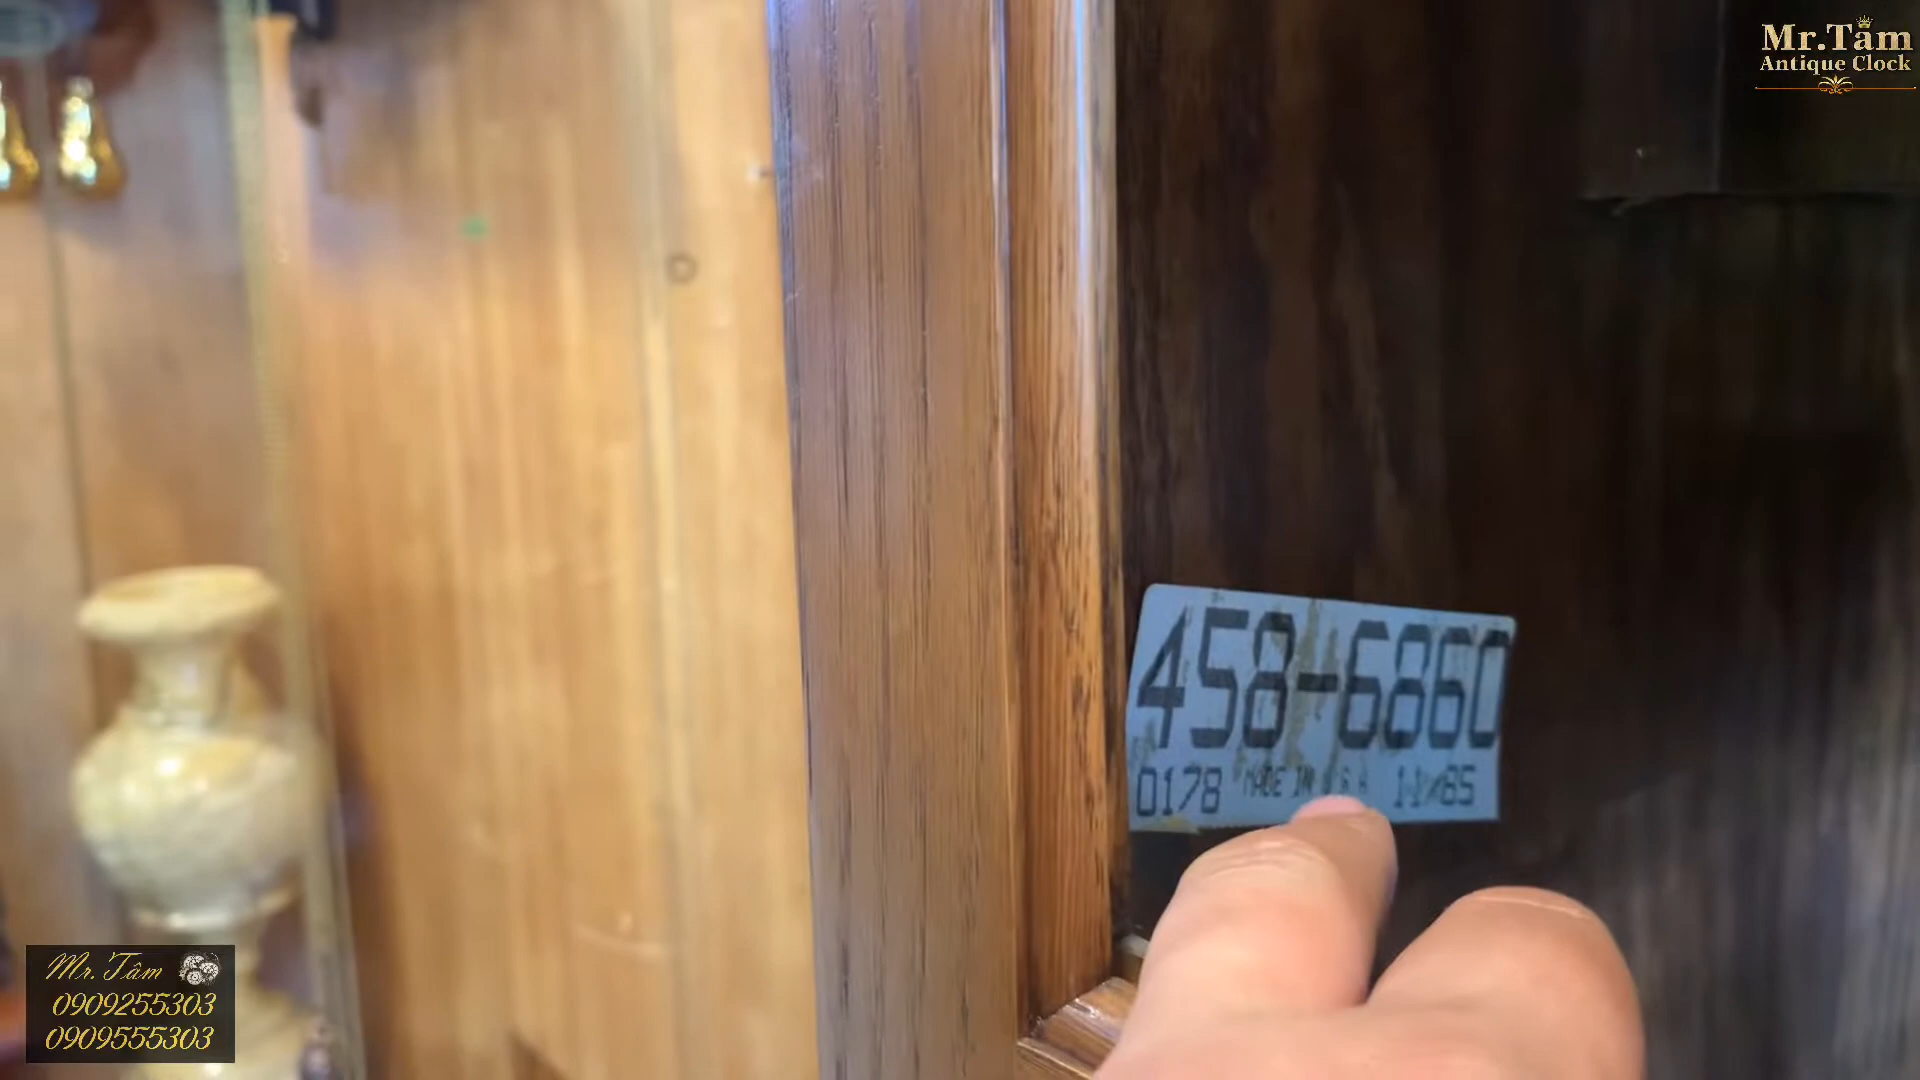 Mr.Tâm
Antique Clock
458-6860
0178 MADE IN U S A 11/85
Mr. Tâm
0909255303
0909555303